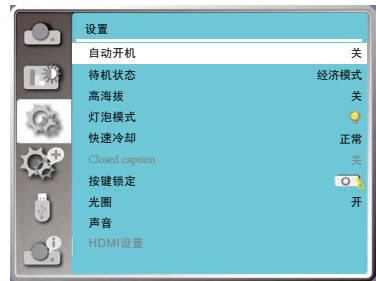 设置
自动开机 关
待机状态 经济模式
高海拔 关
灯泡模式
快速冷却 正常
Closed caption 关
按键锁定
光圈 开
声音
HDMI设置